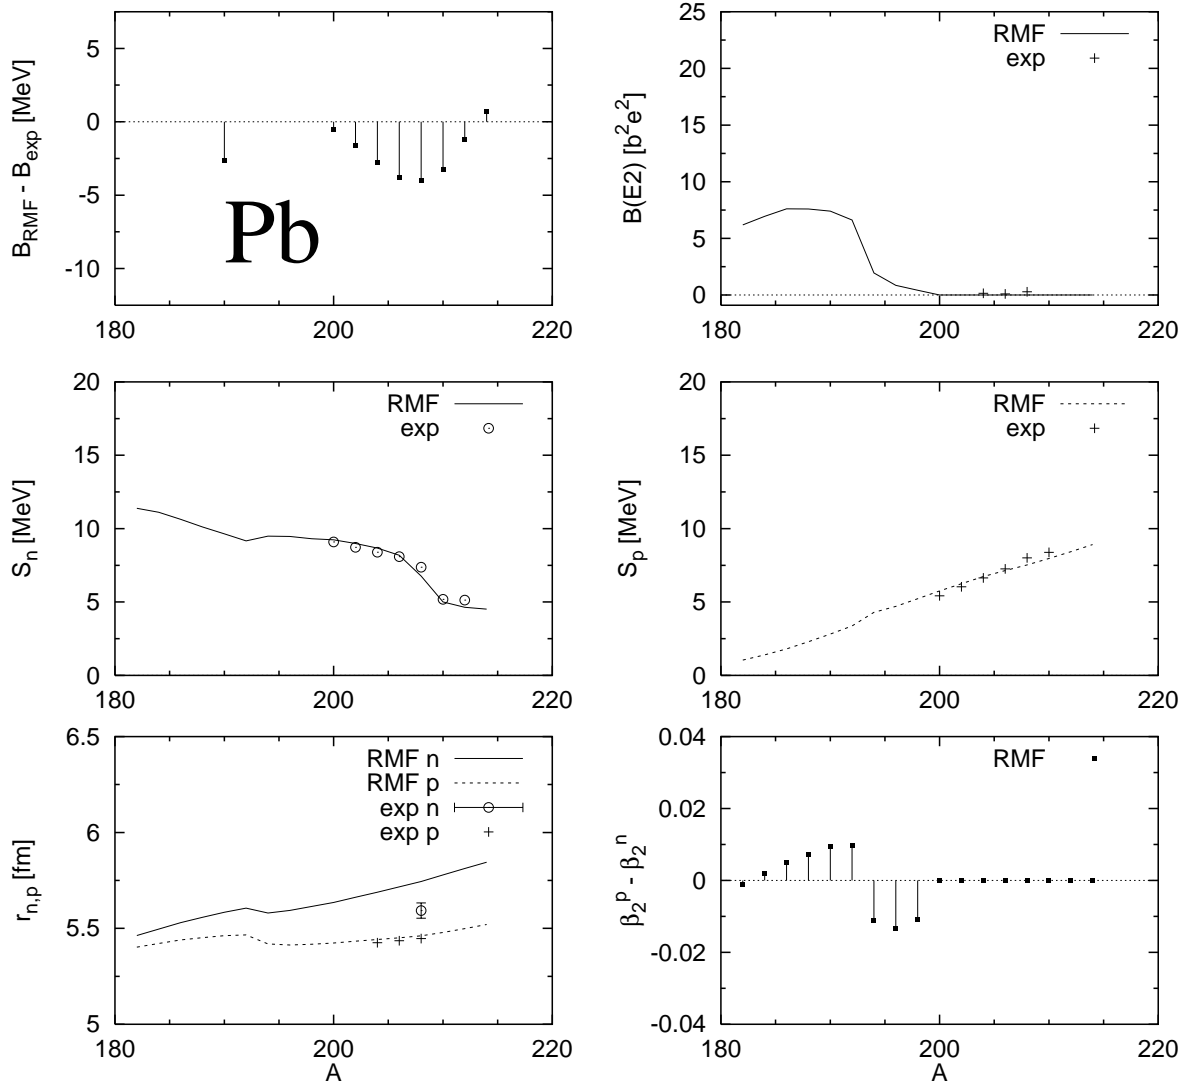 B_RMF - B_exp [MeV]
5
0
-5
-10
Pb
180
200
220
B(E2) [b^2e^2]
25
20
15
10
5
0
RMF
exp
180
200
220
S_n [MeV]
20
15
10
5
0
RMF
exp
180
200
220
S_p [MeV]
20
15
10
5
0
RMF
exp
180
200
220
r_n,p [fm]
6.5
6
5.5
5
RMF n
RMF p
exp n
exp p
180
200
220
A
β_2^p - β_2^n
0.04
0.02
0
-0.02
-0.04
RMF
180
200
220
A